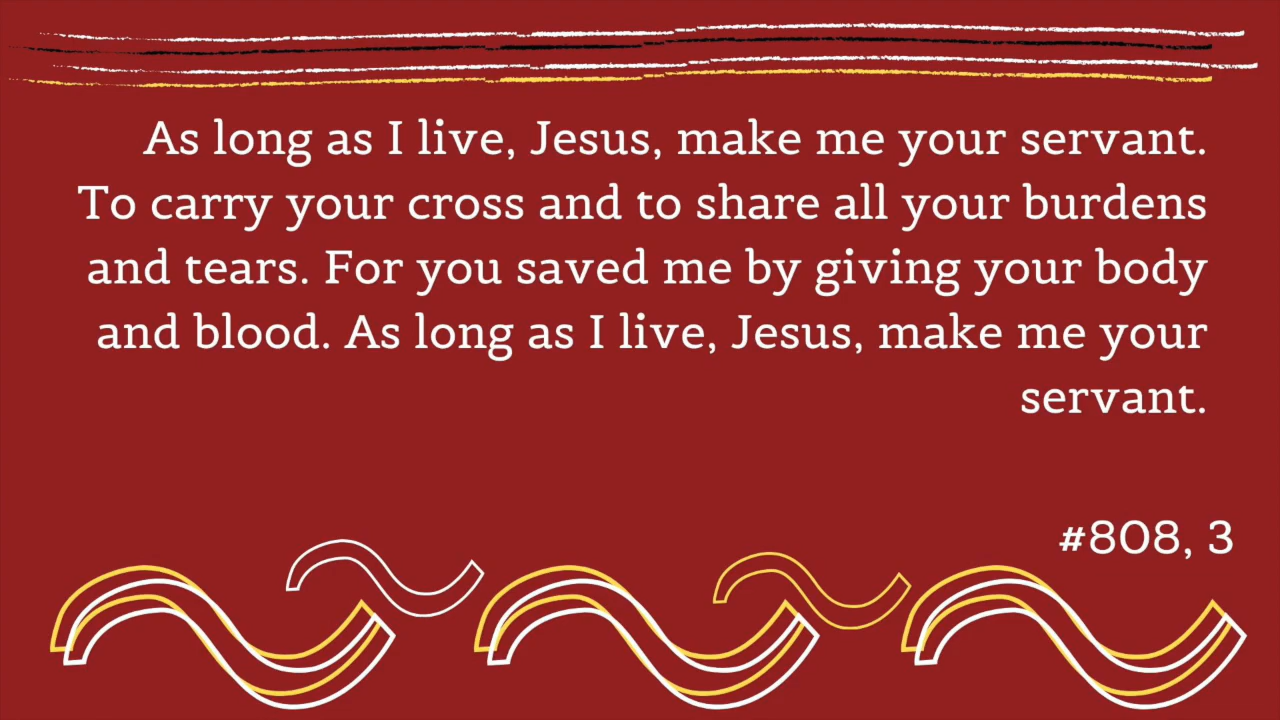 As long as I live, Jesus, make me your servant.
To carry your cross and to share all your burdens
and tears. For you saved me by giving your body
and blood. As long as I live, Jesus, make me your
servant.
#808, 3